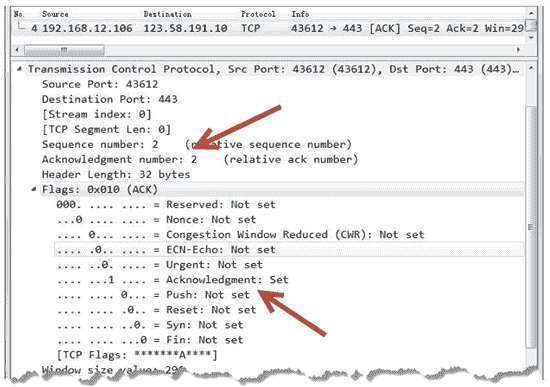 No. Source Destination Protocol Info
4 192.168.12.106 123.58.191.10 TCP 43612 → 443 [ACK] Seq=2 Ack=2 Win=29
Transmission Control Protocol, Src Port: 43612 (43612), Dst Port: 443 (443)...
Source Port: 43612
Destination Port: 443
[Stream index: 0]
[TCP Segment Len: 0]
Sequence number: 2 (relative sequence number)
Acknowledgment number: 2 (relative ack number)
Header Length: 32 bytes
Flags: 0x010 (ACK)
000. .... .... = Reserved: Not set
...0 .... .... = Nonce: Not set
.... 0... .... = Congestion Window Reduced (CWR): Not set
.... .0.. .... = ECN-Echo: Not set
.... ..0. .... = Urgent: Not set
.... ...1 .... = Acknowledgment: Set
.... .... 0... = Push: Not set
.... .... .0.. = Reset: Not set
.... .... ..0. = Syn: Not set
.... .... ...0 = Fin: Not set
[TCP Flags: *******A****]
Window size value: